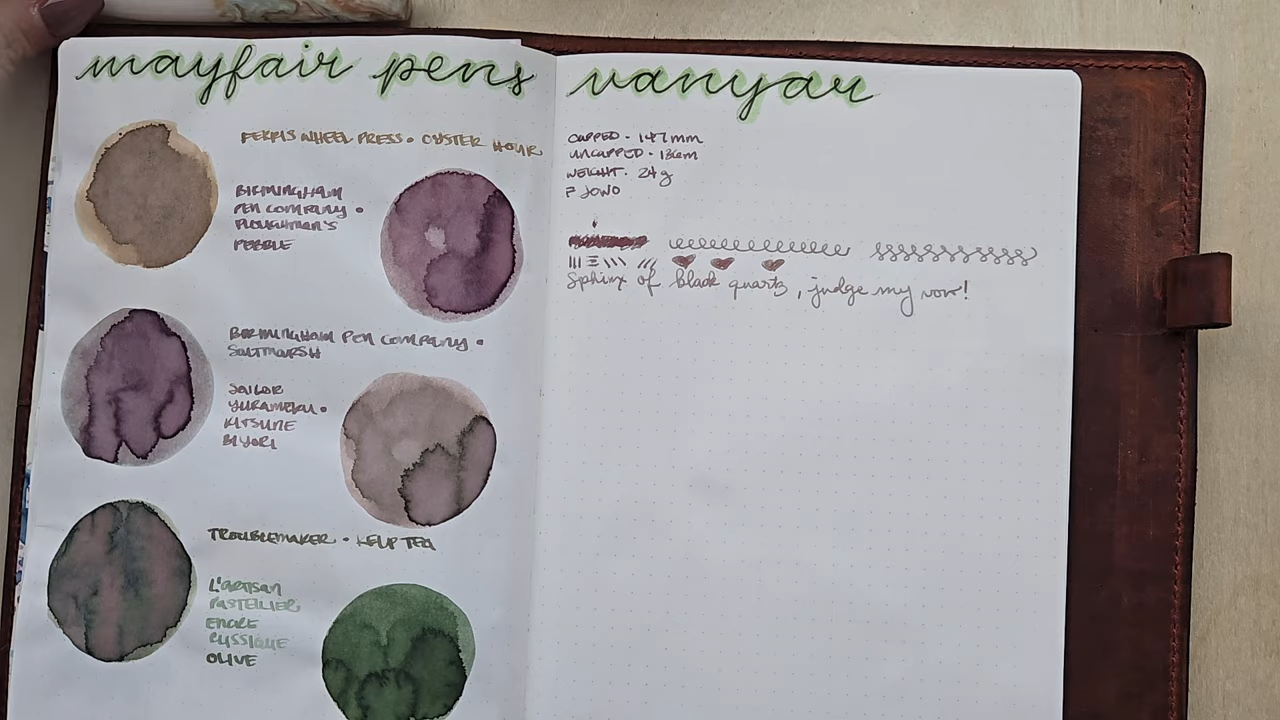 mayfair pens
FERRIS WHEEL PRESS • OYSTER HOUR
BIRMINGHAM
PEN COMPANY •
PLOUGHMAN'S
PEBBLE
BIRMINGHAM PEN COMPANY •
SALTMARSH
SAILOR
YURAMEKU •
KITSUNE
BIYORI
TROUBLEMAKER • KELP TEA
L'ARTISAN
PASTELLIER
ENCRE
CLASSIQUE
OLIVE
vanyar
CAPPED • 147mm
UNCAPPED • 136mm
WEIGHT • 24g
F JOWO
Sphinx of black quartz, judge my vow!